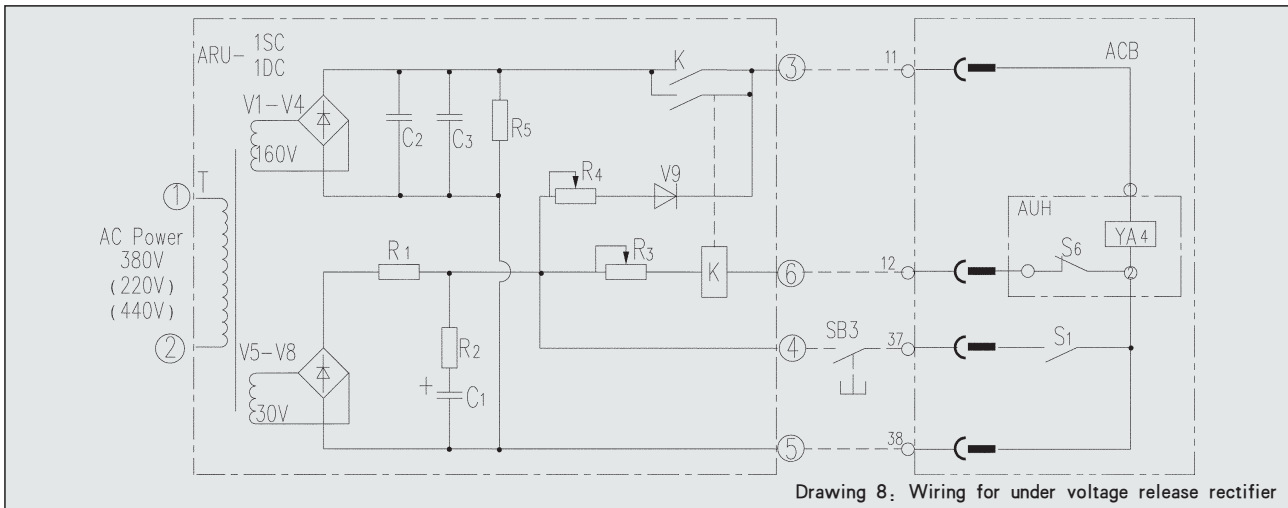 ARU- 1SC
1DC
K
3
11
ACB
V1-V4
160V
C2
C3
R5
1
T
AC Power
380V
(220V)
(440V)
2
R4
V9
AUH
1
YA4
R1
R3
K
6
12
S6
2
V5-V8
30V
R2
+
C1
4
SB3
37
S1
5
38
Drawing 8: Wiring for under voltage release rectifier